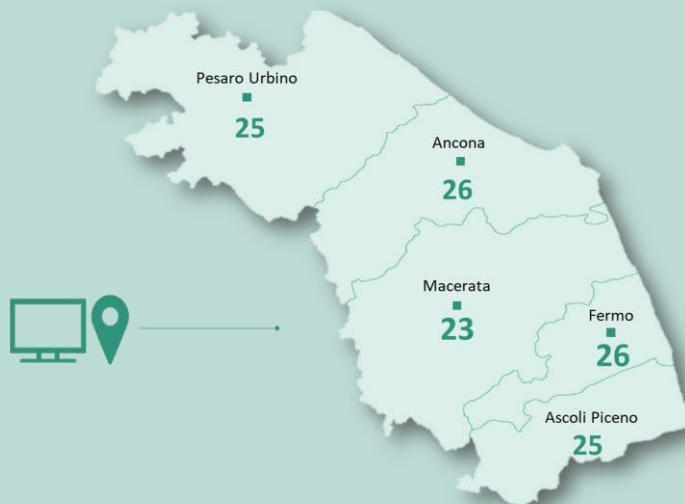 Pesaro Urbino
25
Ancona
26
Macerata
23
Fermo
26
Ascoli Piceno
25